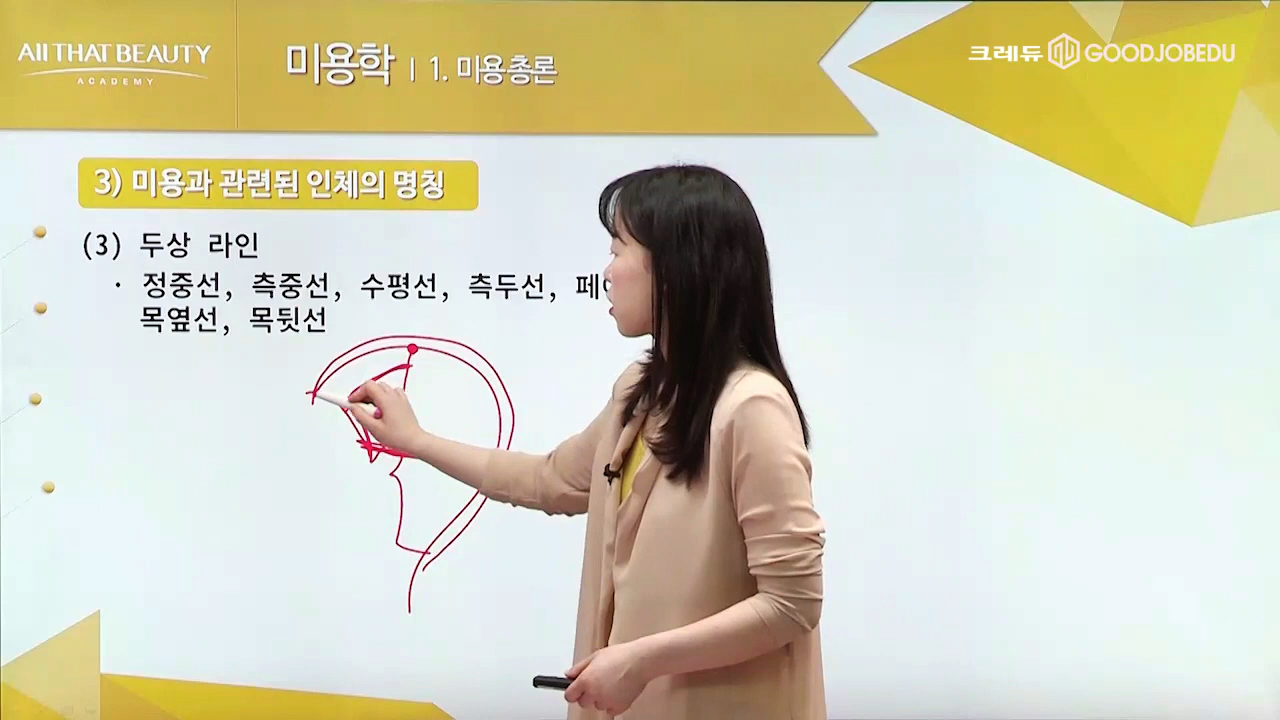 All THAT BEAUTY
ACADEMY
미용학 | 1. 미용 총론
크레듀 GOODJOBEDU
3) 미용과 관련된 인체의 명칭
(3) 두상 라인
· 정중선, 측중선, 수평선, 측두선,
목옆선, 목뒷선